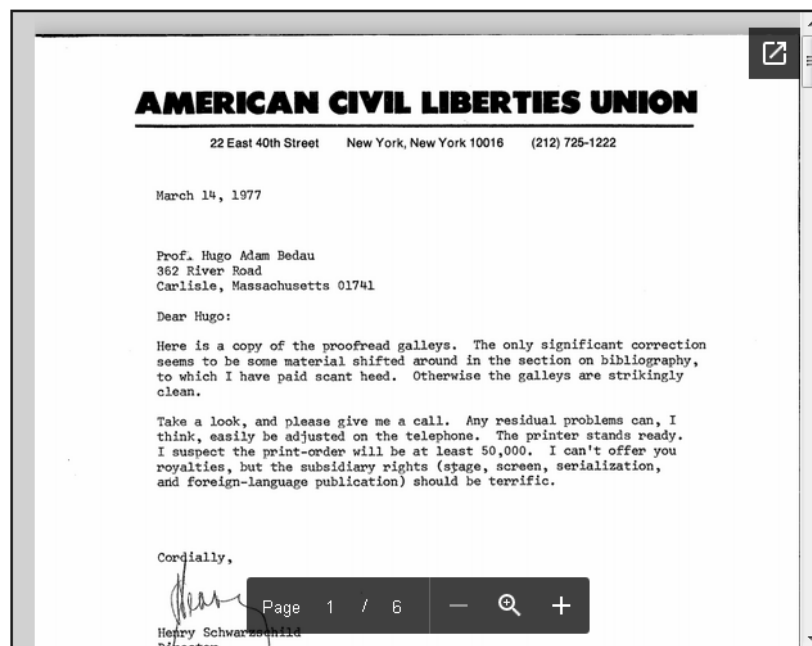 AMERICAN CIVIL LIBERTIES UNION
22 East 40th Street New York, New York 10016 (212) 725-1222
March 14, 1977
Prof. Hugo Adam Bedau
362 River Road
Carlisle, Massachusetts 01741
Dear Hugo:
Here is a copy of the proofread galleys. The only significant correction
seems to be some material shifted around in the section on bibliography,
to which I have paid scant heed. Otherwise the galleys are strikingly
clean.
Take a look, and please give me a call. Any residual problems can, I
think, easily be adjusted on the telephone. The printer stands ready.
I suspect the print-order will be at least 50,000. I can't offer you
royalties, but the subsidiary rights (stage, screen, serialization,
and foreign-language publication) should be terrific.
Cordially,
Henry
Page 1 / 6
Henry Schwarzschild